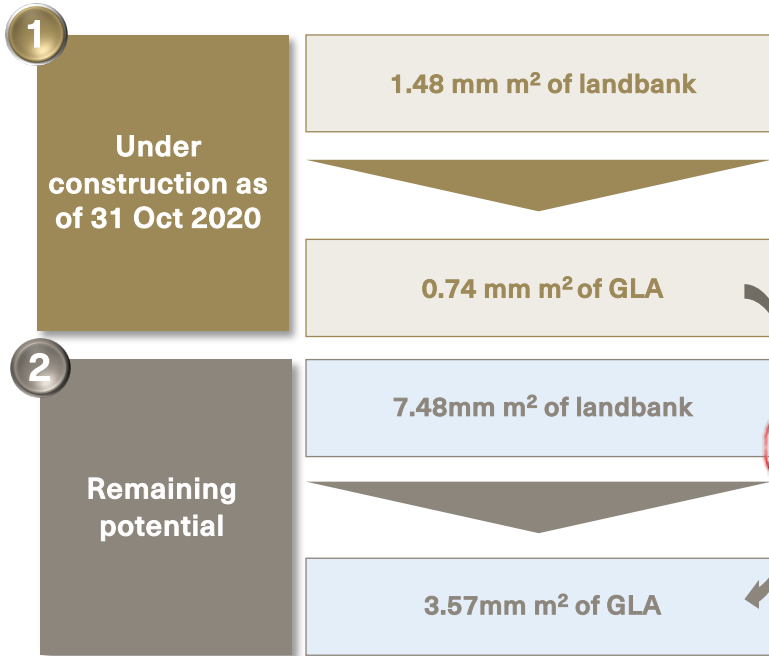 1
Under
construction as
of 31 Oct 2020
1.48 mm m² of landbank
0.74 mm m² of GLA
2
Remaining
potential
7.48mm m² of landbank
3.57mm m² of GLA